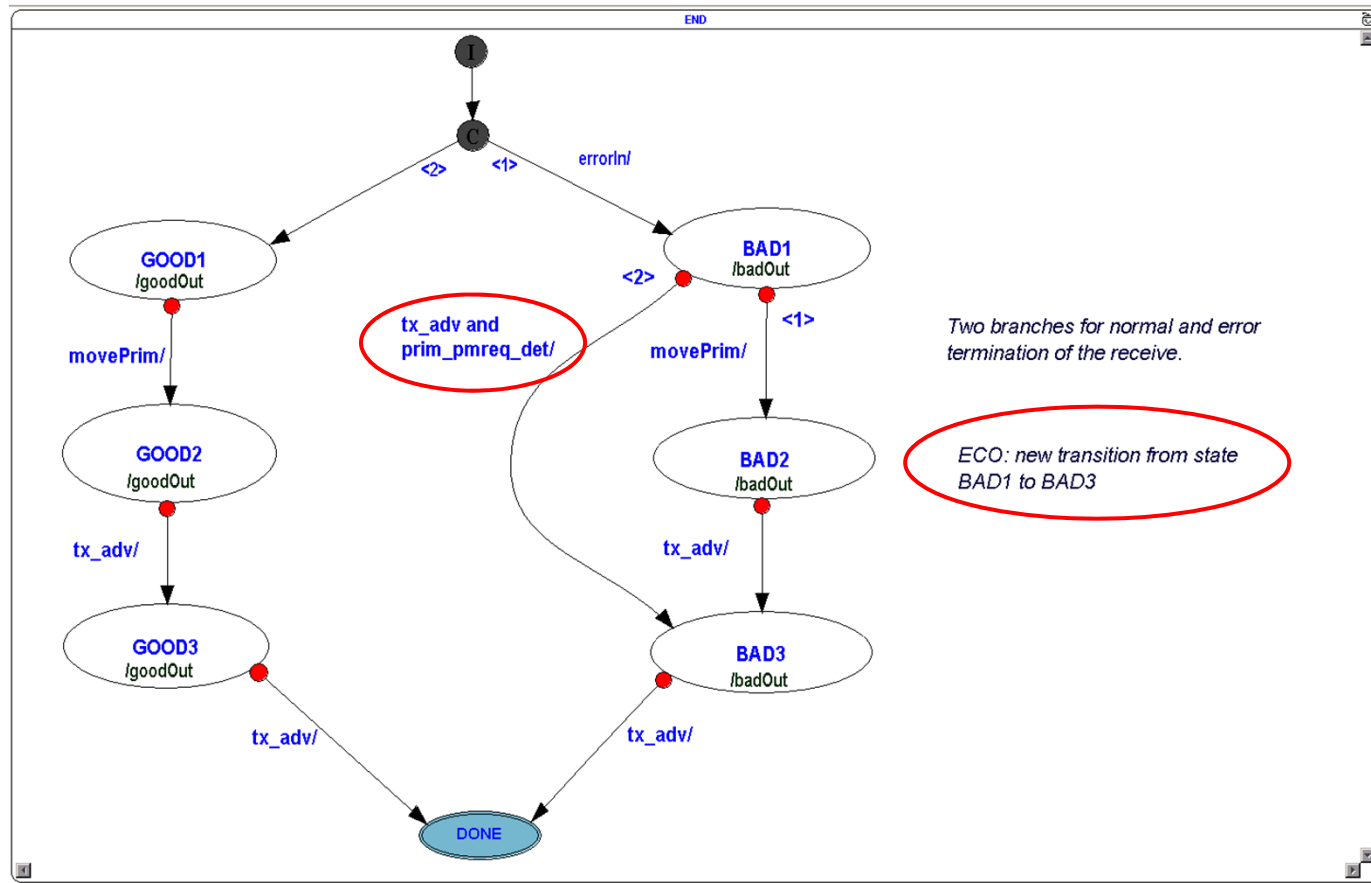 END
I
C
<2>
<1>
errorIn/
GOOD1
/goodOut
BAD1
/badOut
<2>
<1>
tx_adv and
prim_pmreq_det/
movePrim/
movePrim/
Two branches for normal and error
termination of the receive.
GOOD2
/goodOut
BAD2
/badOut
ECO: new transition from state
BAD1 to BAD3
tx_adv/
tx_adv/
GOOD3
/goodOut
BAD3
/badOut
tx_adv/
tx_adv/
DONE